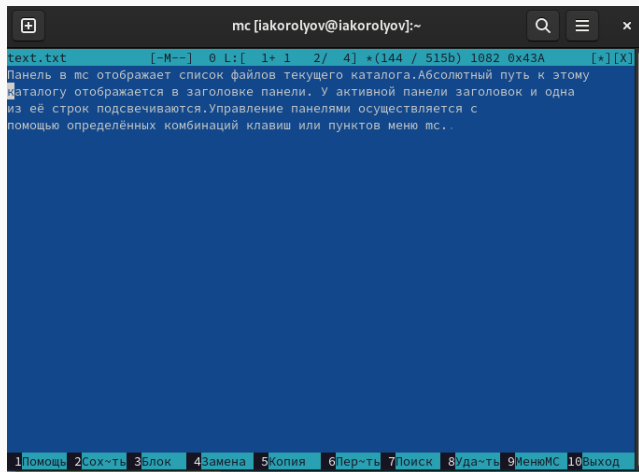 mc [iakorolyov@iakorolyov]:~
text.txt [-M--] 0 L:[ 1+ 1 2/ 4] *(144 / 515b) 1082 0x43A [*][X]
Панель в mc отображает список файлов текущего каталога.Абсолютный путь к этому
каталогу отображается в заголовке панели. У активной панели заголовок и одна
из её строк подсвечиваются.Управление панелями осуществляется с
помощью определённых комбинаций клавиш или пунктов меню mc..
1Помощь 2Сох~ть 3Блок 4Замена 5Копия 6Пер~ть 7Поиск 8Уда~ть 9МенюMC 10Выход